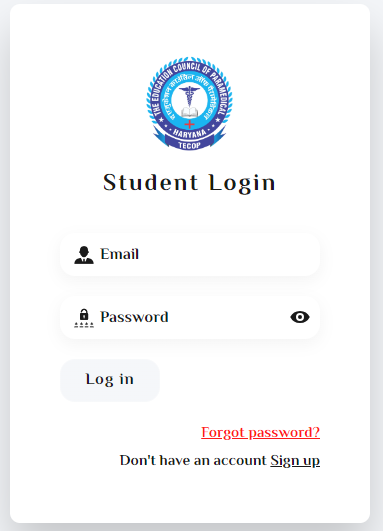 THE EDUCATION COUNCIL OF PARAMEDICAL
HARYANA
TECOP
Student Login
Email
Password
Log in
Forgot password?
Don't have an account Sign up